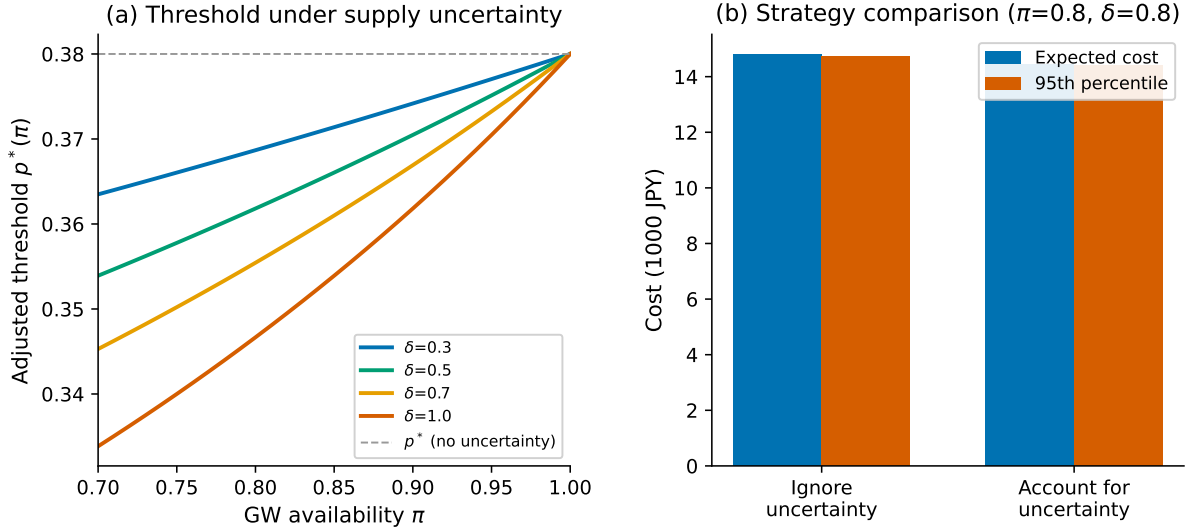 (a) Threshold under supply uncertainty
Adjusted threshold p*(π)
0.38
0.37
0.36
0.35
0.34
δ=0.3
δ=0.5
δ=0.7
δ=1.0
p* (no uncertainty)
0.70 0.75 0.80 0.85 0.90 0.95 1.00
GW availability π
(b) Strategy comparison (π=0.8, δ=0.8)
Cost (1000 JPY)
14
12
10
8
6
4
2
0
Expected cost
95th percentile
Ignore
uncertainty
Account for
uncertainty